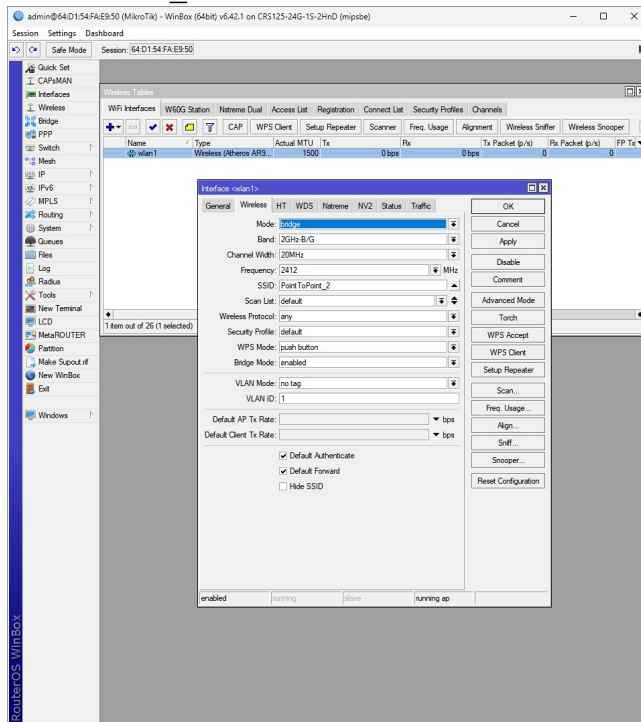 admin@64:D1:54:FA:E9:50 (MikroTik) - WinBox (64bit) v6.42.1 on CRS125-24G-1S-2HnD (mipsbe)
Session Settings Dashboard
Safe Mode Session: 64:D1:54:FA:E9:50
Quick Set
CAPsMAN
Interfaces
Wireless
Bridge
PPP
Switch
Mesh
IP
IPv6
MPLS
Routing
System
Queues
Files
Log
Radius
Tools
New Terminal
LCD
MetaROUTER
Partition
Make Supout.rif
New WinBox
Exit
Windows
RouterOS WinBox
Wireless Tables
WiFi Interfaces W60G Station Nstreme Dual Access List Registration Connect List Security Profiles Channels
CAP WPS Client Setup Repeater Scanner Freq. Usage Alignment Wireless Sniffer Wireless Snooper
Name / Type Actual MTU Tx Rx Tx Packet (p/s) Rx Packet (p/s) FP Tx
wlan1 Wireless (Atheros AR9... 1500 0 bps 0 bps 0 0
1 item out of 26 (1 selected)
Interface <wlan1>
General Wireless HT WDS Nstreme NV2 Status Traffic
Mode: bridge
Band: 2GHz-B/G
Channel Width: 20MHz
Frequency: 2412 MHz
SSID: PointToPoint_2
Scan List: default
Wireless Protocol: any
Security Profile: default
WPS Mode: push button
Bridge Mode: enabled
VLAN Mode: no tag
VLAN ID: 1
Default AP Tx Rate: bps
Default Client Tx Rate: bps
Default Authenticate
Default Forward
Hide SSID
OK
Cancel
Apply
Disable
Comment
Advanced Mode
Torch
WPS Accept
WPS Client
Setup Repeater
Scan...
Freq. Usage...
Align...
Sniff...
Snooper...
Reset Configuration
enabled running slave running ap